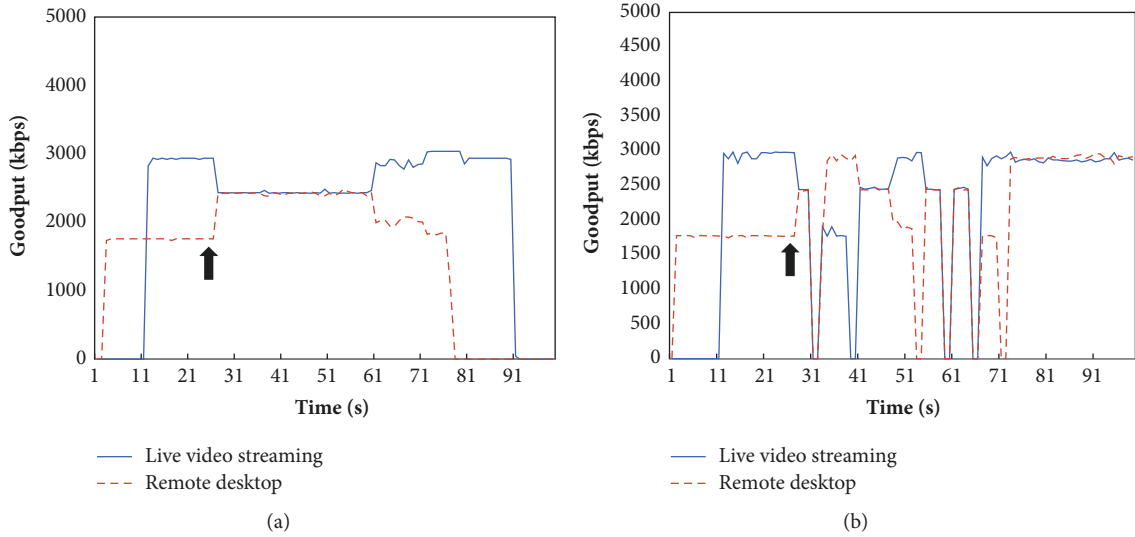 5000
4000
3000
2000
1000
0
Goodput (kbps)
1 11 21 31 41 51 61 71 81 91
Time (s)
Live video streaming
Remote desktop
(a)
5000
4500
4000
3500
3000
2500
2000
1500
1000
500
0
Goodput (kbps)
1 11 21 31 41 51 61 71 81 91
Time (s)
Live video streaming
Remote desktop
(b)